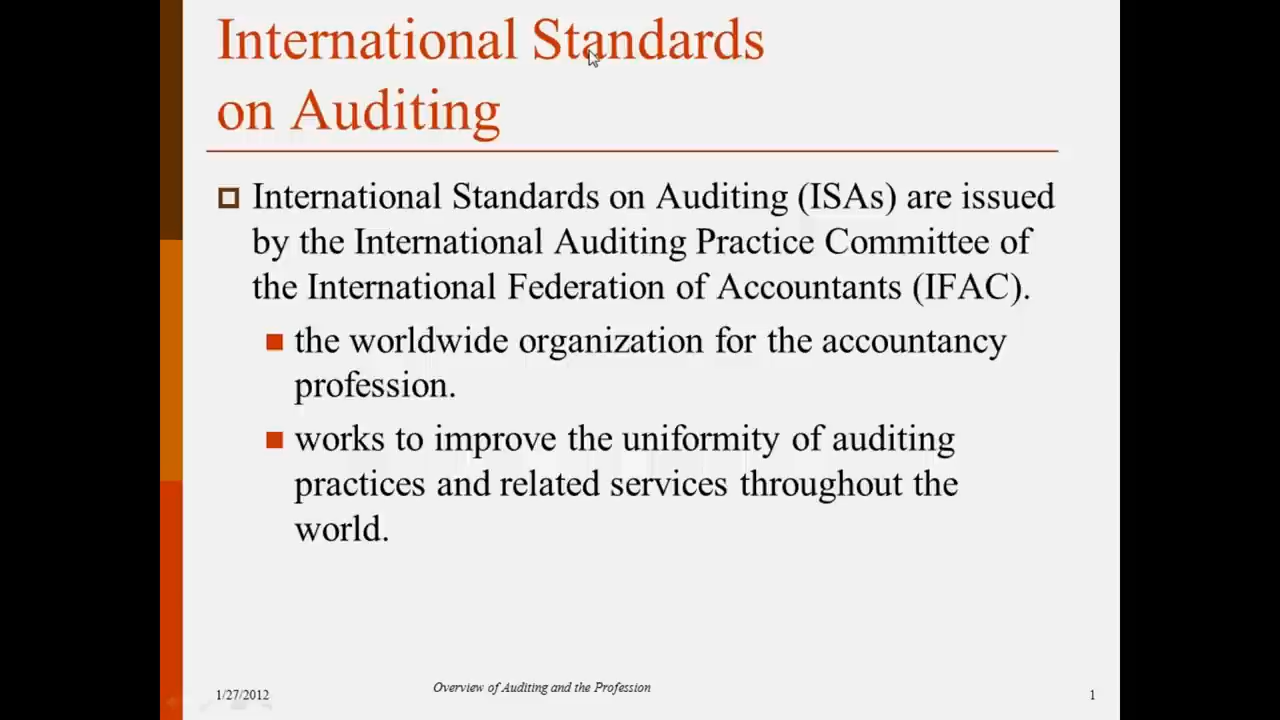 International Standards
on Auditing
International Standards on Auditing (ISAs) are issued
by the International Auditing Practice Committee of
the International Federation of Accountants (IFAC).
the worldwide organization for the accountancy
profession.
works to improve the uniformity of auditing
practices and related services throughout the
world.
1/27/2012
Overview of Auditing and the Profession
1